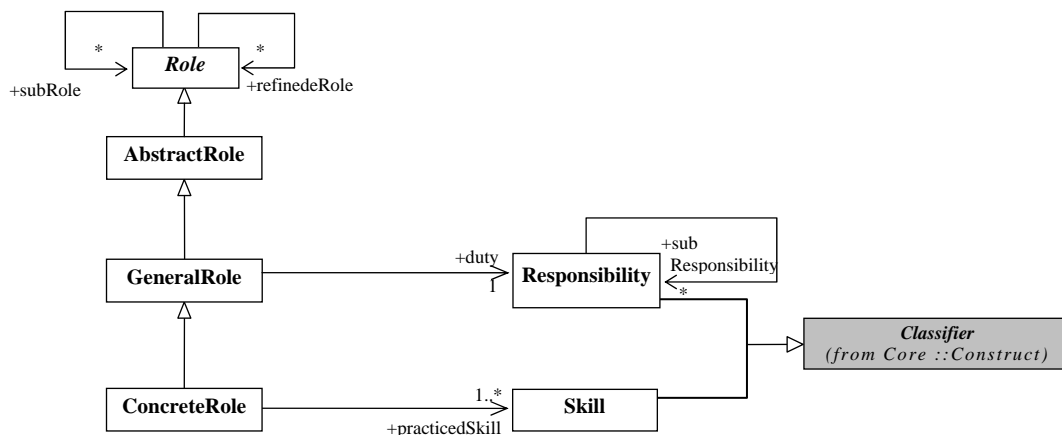 *
*
Role
+subRole
+refinedeRole
AbstractRole
+sub
+duty
Responsibility
GeneralRole
Responsibility
1
*
Classifier
(from Core ::Construct)
1..*
ConcreteRole
Skill
+practicedSkill